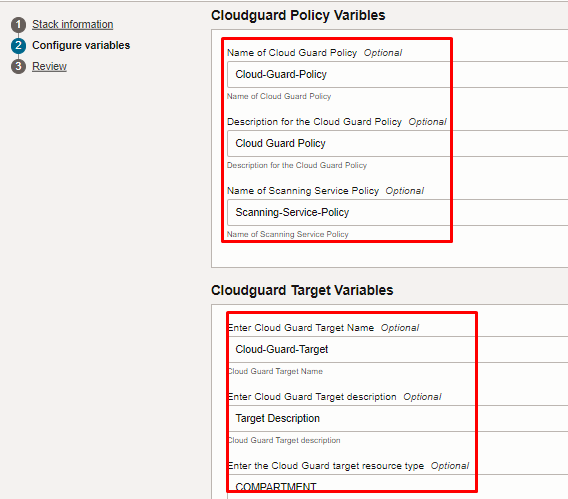 1 Stack information
2 Configure variables
3 Review
Cloudguard Policy Varibles
Name of Cloud Guard Policy Optional
Cloud-Guard-Policy
Name of Cloud Guard Policy
Description for the Cloud Guard Policy Optional
Cloud Guard Policy
Description for the Cloud Guard Policy
Name of Scanning Service Policy Optional
Scanning-Service-Policy
Name of Scanning Service Policy
Cloudguard Target Variables
Enter Cloud Guard Target Name Optional
Cloud-Guard-Target
Cloud Guard Target Name
Enter Cloud Guard Target description Optional
Target Description
Cloud Guard Target description
Enter the Cloud Guard target resource type Optional
COMPARTMENT